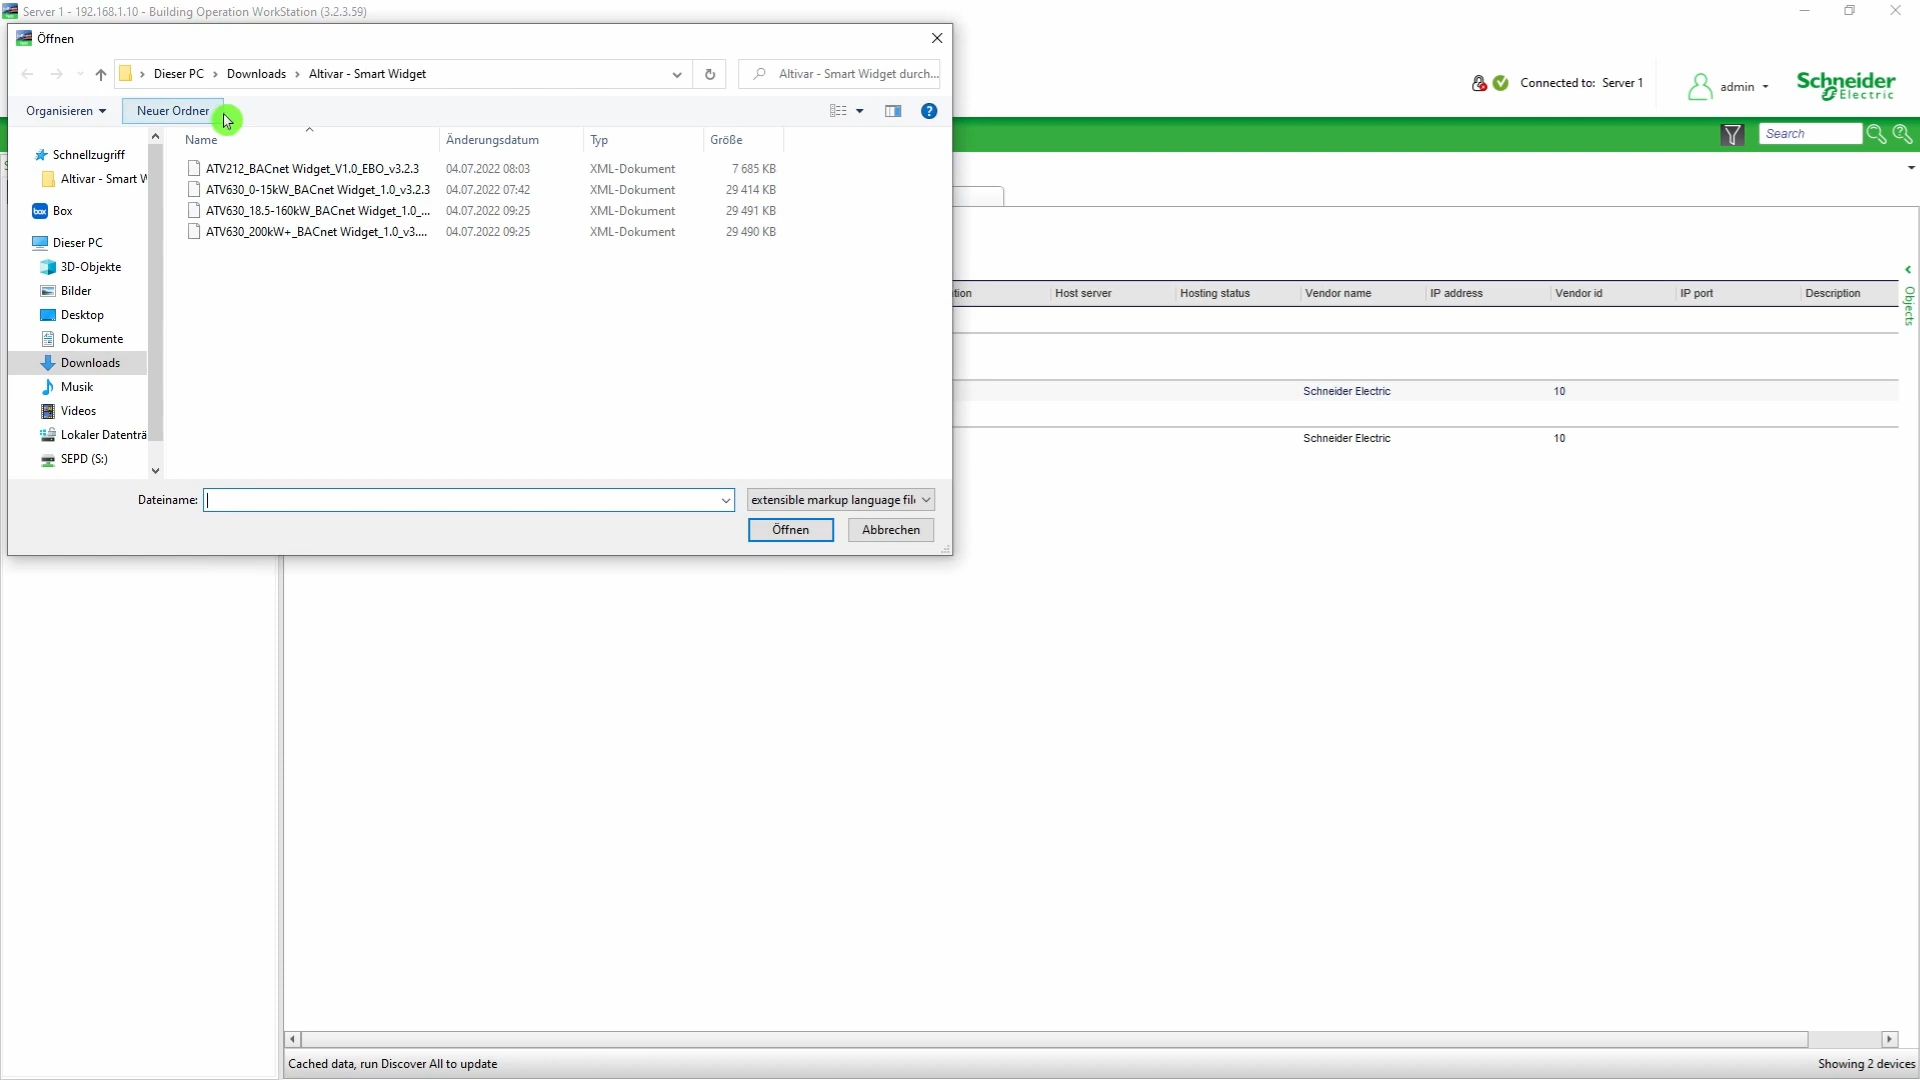 Server 1 - 192.168.1.10 - Building Operation WorkStation (3.2.3.59)
Öffnen
Dieser PC › Downloads › Altivar - Smart Widget
Altivar - Smart Widget durch...
Organisieren
Neuer Ordner
Connected to: Server 1
admin
Schneider Electric
Search
Name
Änderungsdatum
Typ
Größe
ATV212_BACnet Widget_V1.0_EBO_v3.2.3 04.07.2022 08:03 XML-Dokument 7 685 KB
ATV630_0-15kW_BACnet Widget_1.0_v3.2.3 04.07.2022 07:42 XML-Dokument 29 414 KB
ATV630_18.5-160kW_BACnet Widget_1.0_... 04.07.2022 09:25 XML-Dokument 29 491 KB
ATV630_200kW+_BACnet Widget_1.0_v3.... 04.07.2022 09:25 XML-Dokument 29 490 KB
Schnellzugriff
Altivar - Smart W
Box
Dieser PC
3D-Objekte
Bilder
Desktop
Dokumente
Downloads
Musik
Videos
Lokaler Datenträ
SEPD (S:)
Dateiname:
extensible markup language fil
Öffnen
Abbrechen
tion
Host server
Hosting status
Vendor name
IP address
Vendor id
IP port
Description
Objects
Schneider Electric 10
Schneider Electric 10
Cached data, run Discover All to update
Showing 2 devices